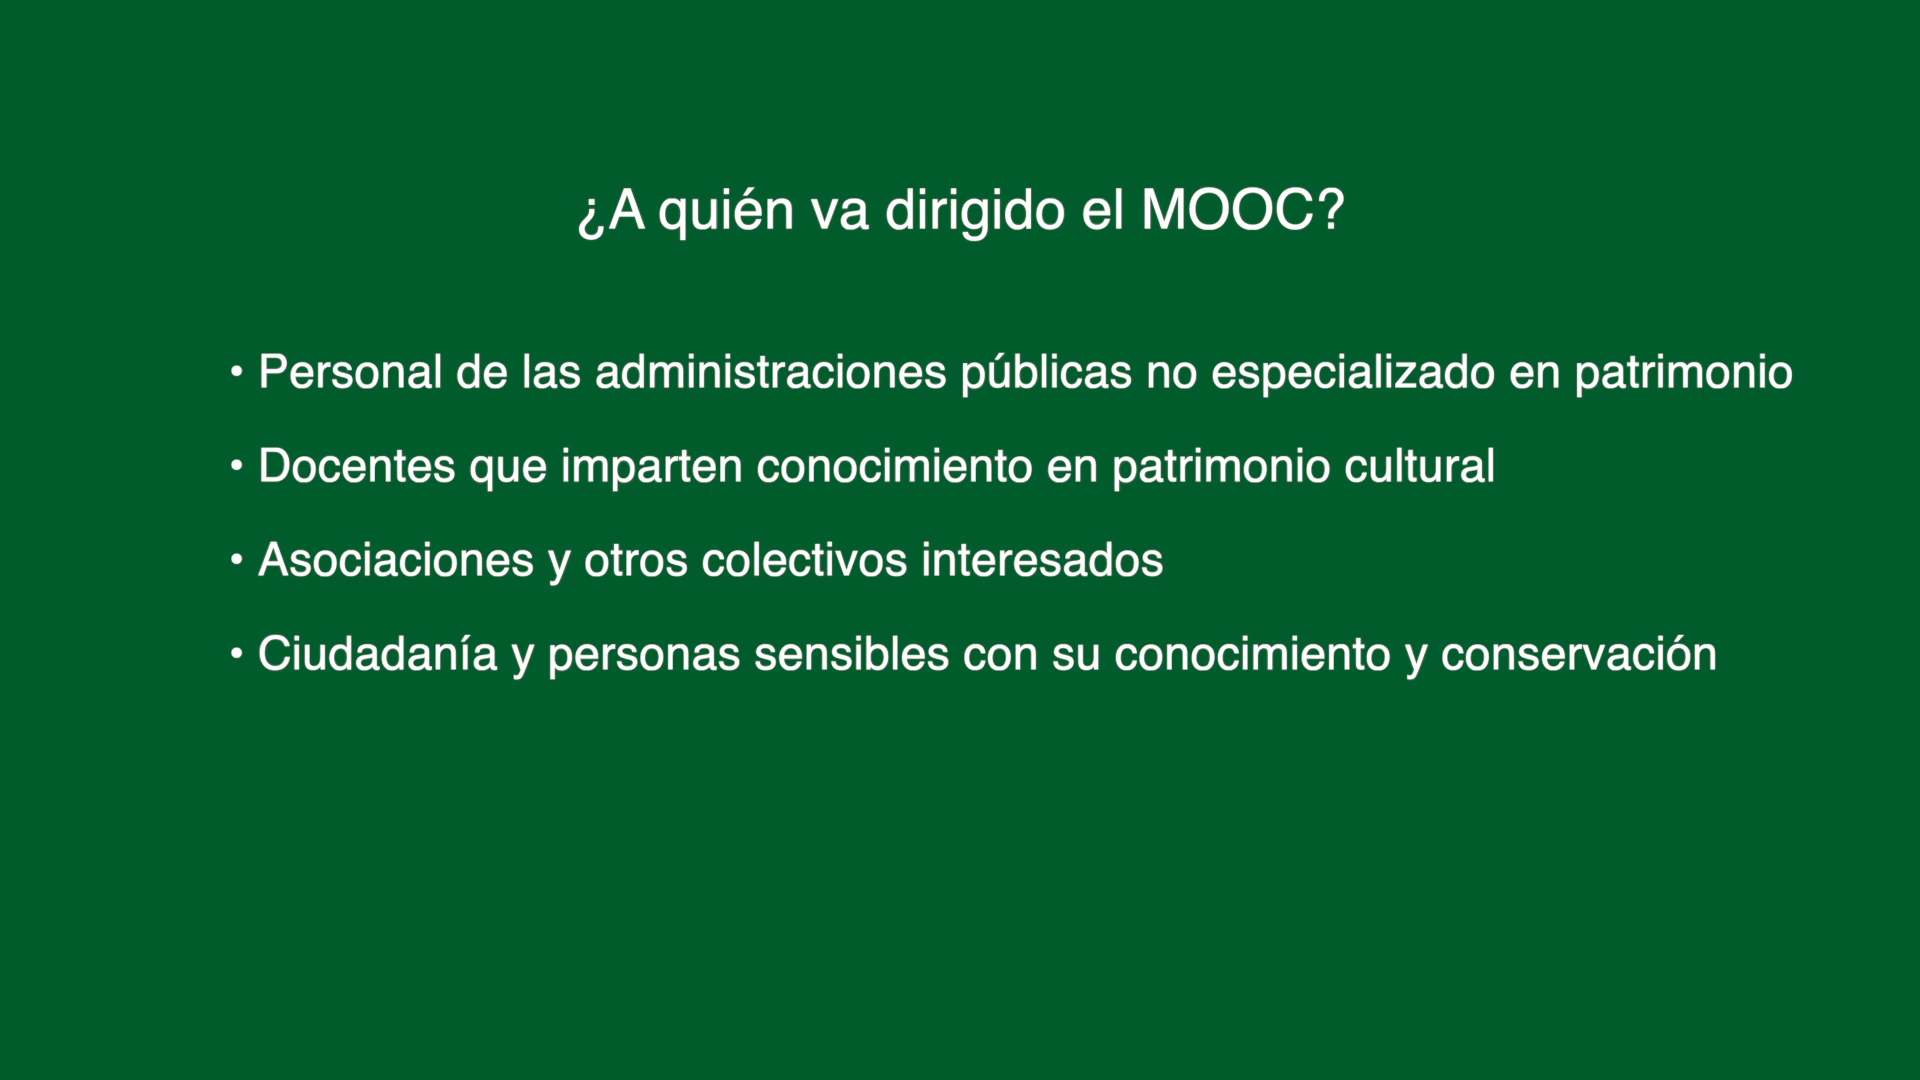 ¿A quién va dirigido el MOOC?
• Personal de las administraciones públicas no especializado en patrimonio
• Docentes que imparten conocimiento en patrimonio cultural
• Asociaciones y otros colectivos interesados
• Ciudadanía y personas sensibles con su conocimiento y conservación